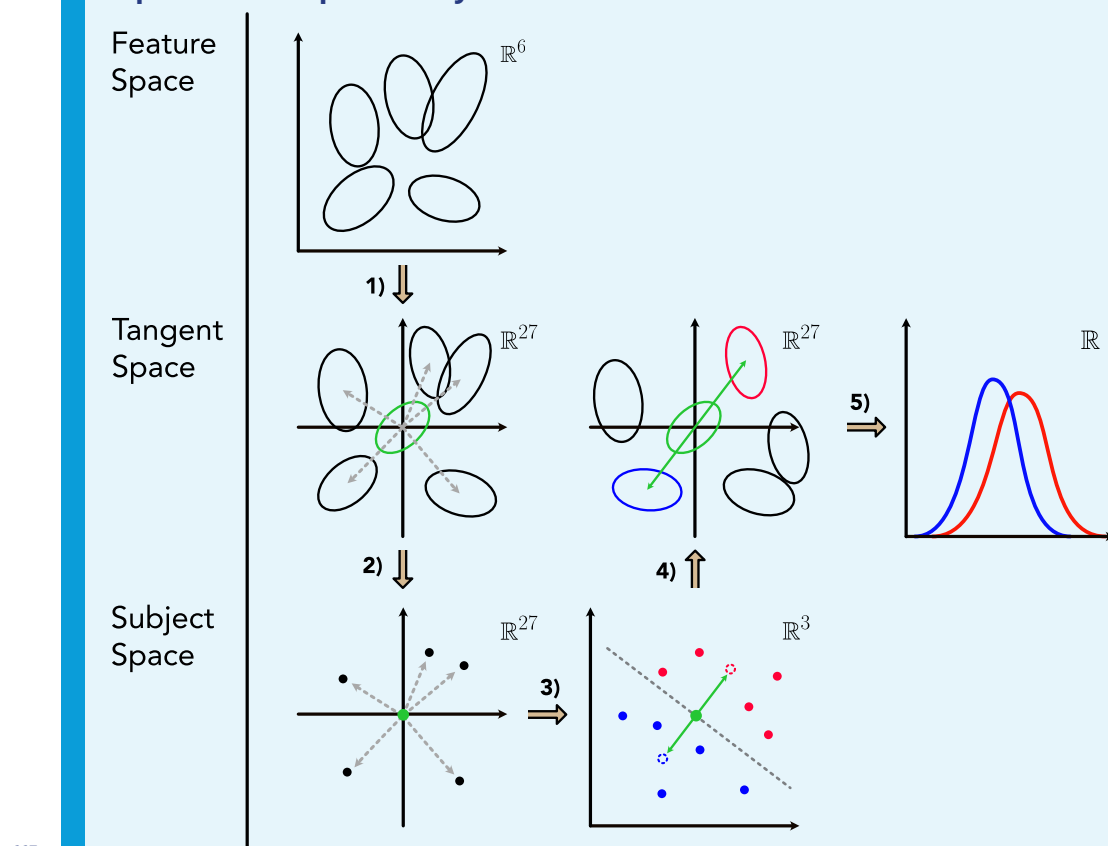 Feature
Space
ℝ⁶
1)
Tangent
Space
ℝ²⁷
ℝ²⁷
5)
ℝ
2)
4)
Subject
Space
ℝ²⁷
3)
ℝ³